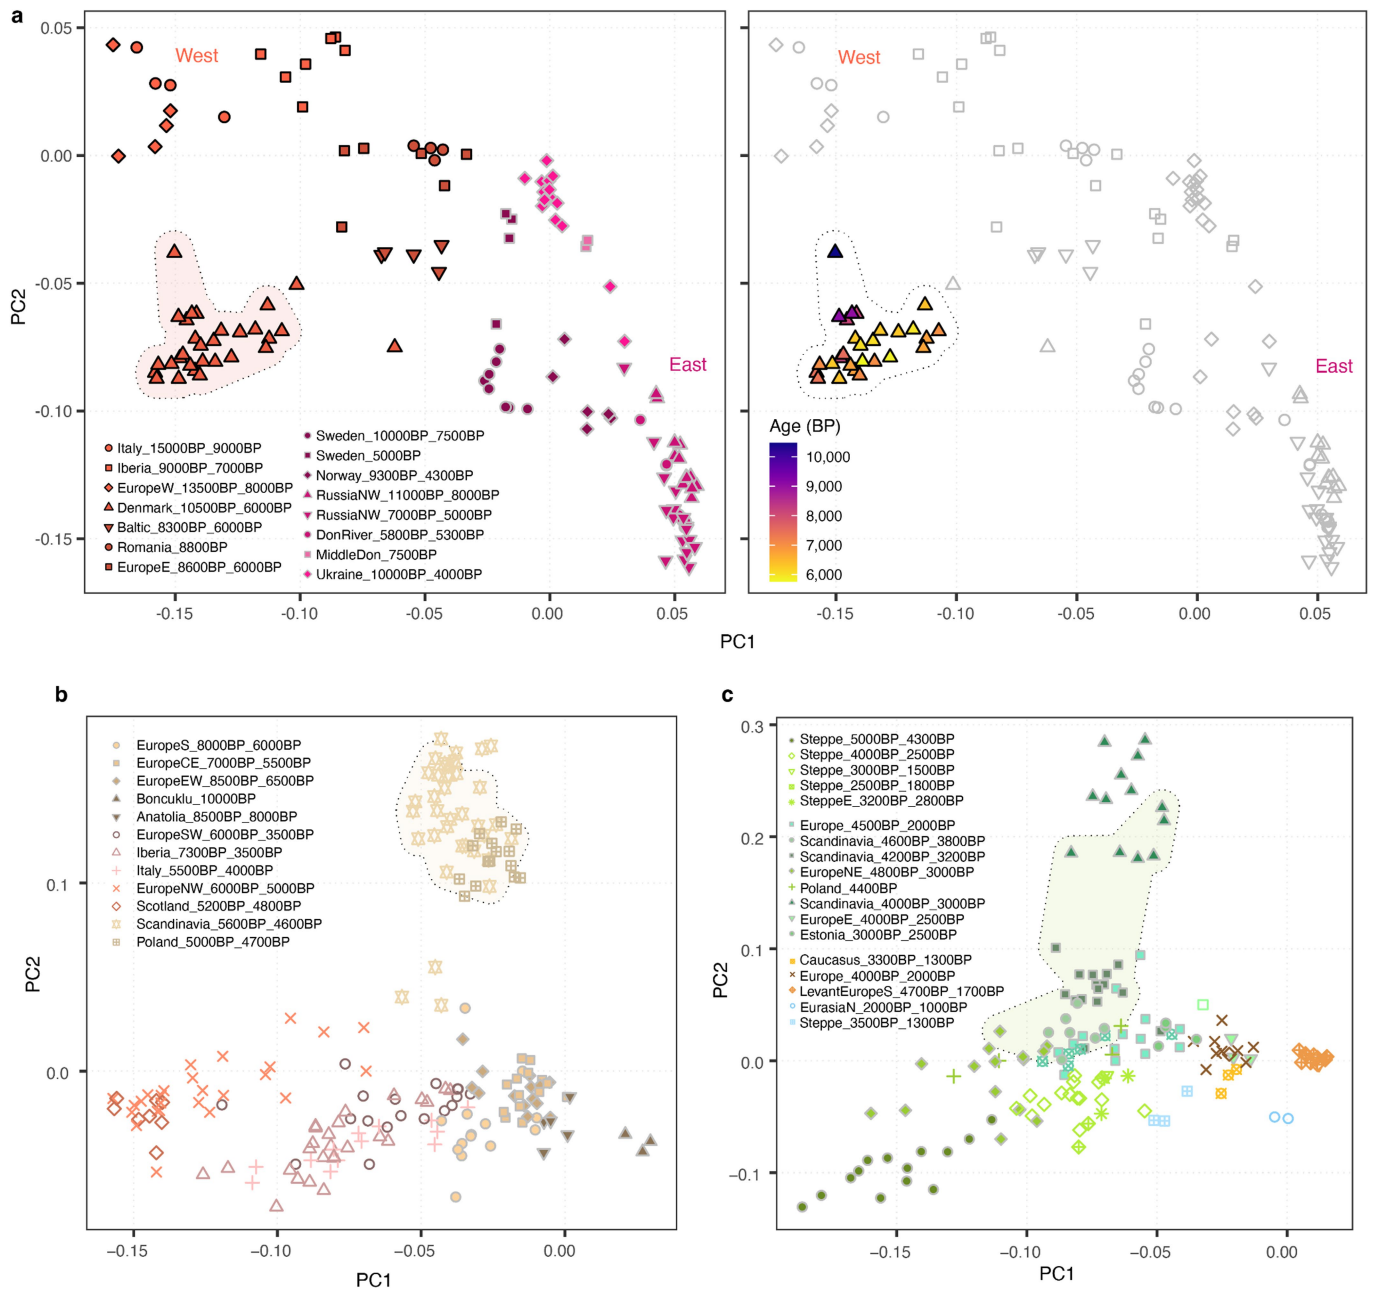 a
0.05
0.00
-0.05
-0.10
-0.15
PC2
West
East
Italy_15000BP_9000BP
Iberia_9000BP_7000BP
EuropeW_13500BP_8000BP
Denmark_10500BP_6000BP
Baltic_8300BP_6000BP
Romania_8800BP
EuropeE_8600BP_6000BP
Sweden_10000BP_7500BP
Sweden_5000BP
Norway_9300BP_4300BP
RussiaNW_11000BP_8000BP
RussiaNW_7000BP_5000BP
DonRiver_5800BP_5300BP
MiddleDon_7500BP
Ukraine_10000BP_4000BP
-0.15 -0.10 -0.05 0.00 0.05
West
East
Age (BP)
10,000
9,000
8,000
7,000
6,000
-0.15 -0.10 -0.05 0.00 0.05
PC1
b
EuropeS_8000BP_6000BP
EuropeCE_7000BP_5500BP
EuropeEW_8500BP_6500BP
Boncuklu_10000BP
Anatolia_8500BP_8000BP
EuropeSW_6000BP_3500BP
Iberia_7300BP_3500BP
Italy_5500BP_4000BP
EuropeNW_6000BP_5000BP
Scotland_5200BP_4800BP
Scandinavia_5600BP_4600BP
Poland_5000BP_4700BP
0.1
0.0
PC2
−0.15 −0.10 −0.05 0.00
PC1
c
0.3
0.2
0.1
0.0
−0.1
PC2
Steppe_5000BP_4300BP
Steppe_4000BP_2500BP
Steppe_3000BP_1500BP
Steppe_2500BP_1800BP
SteppeE_3200BP_2800BP
Europe_4500BP_2000BP
Scandinavia_4600BP_3800BP
Scandinavia_4200BP_3200BP
EuropeNE_4800BP_3000BP
Poland_4400BP
Scandinavia_4000BP_3000BP
EuropeE_4000BP_2500BP
Estonia_3000BP_2500BP
Caucasus_3300BP_1300BP
Europe_4000BP_2000BP
LevantEuropeS_4700BP_1700BP
EurasiaN_2000BP_1000BP
Steppe_3500BP_1300BP
−0.15 −0.10 −0.05 0.00
PC1